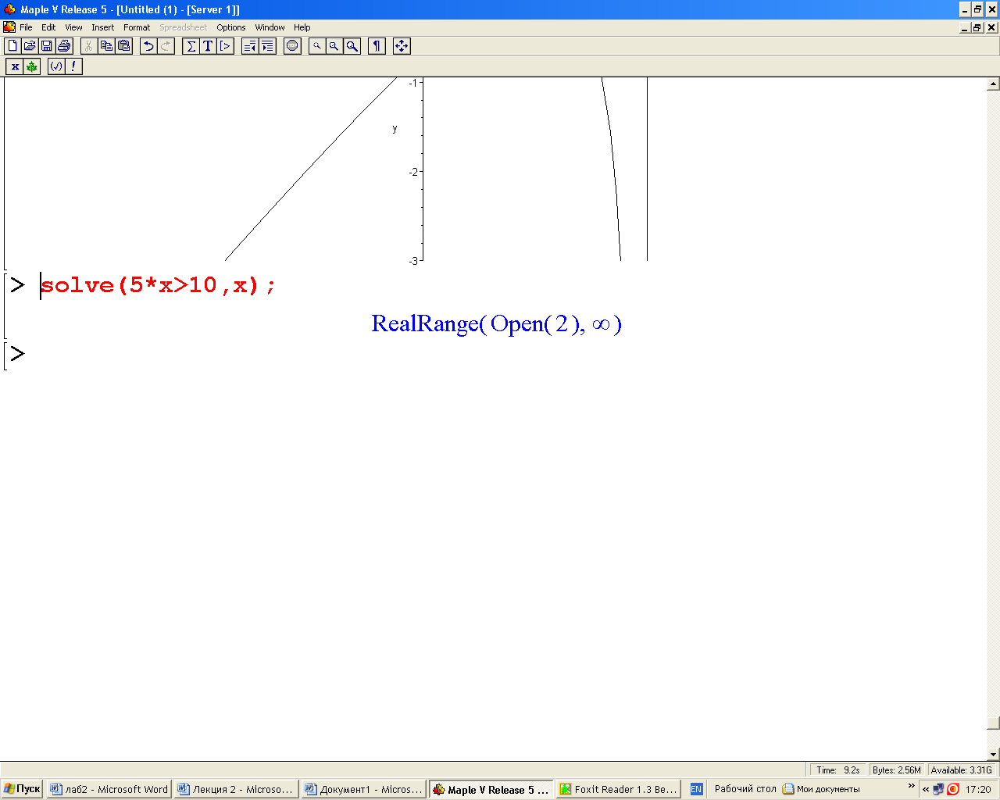 Maple V Release 5 - [Untitled (1) - [Server 1]]
File Edit View Insert Format Spreadsheet Options Window Help
-1
y
-2
-3
> solve(5*x>10,x);
RealRange( Open( 2 ), ∞ )
>
Time: 9.2s Bytes: 2.56M Available: 3.31G
Пуск лаб2 - Microsoft Word Лекция 2 - Microso... Документ1 - Micros... Maple V Release 5 ... Foxit Reader 1.3 Be... EN Рабочий стол Мои документы » « 17:20